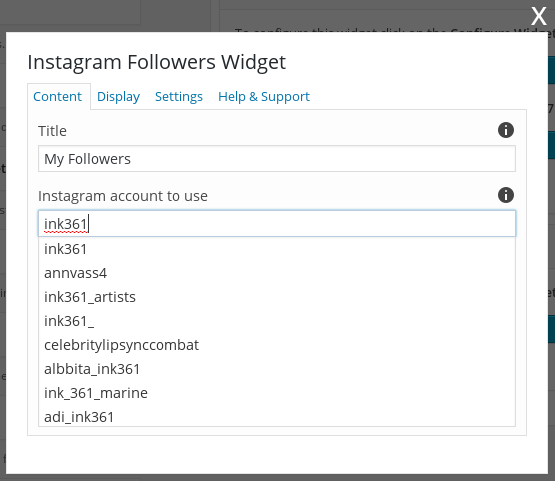 X
To configure this widget click on the Configure Widget
Instagram Followers Widget
Content Display Settings Help & Support
Title
My Followers
Instagram account to use
ink361
ink361
annvass4
ink361_artists
ink361_
celebritylipsynccombat
albbita_ink361
ink_361_marine
adi_ink361